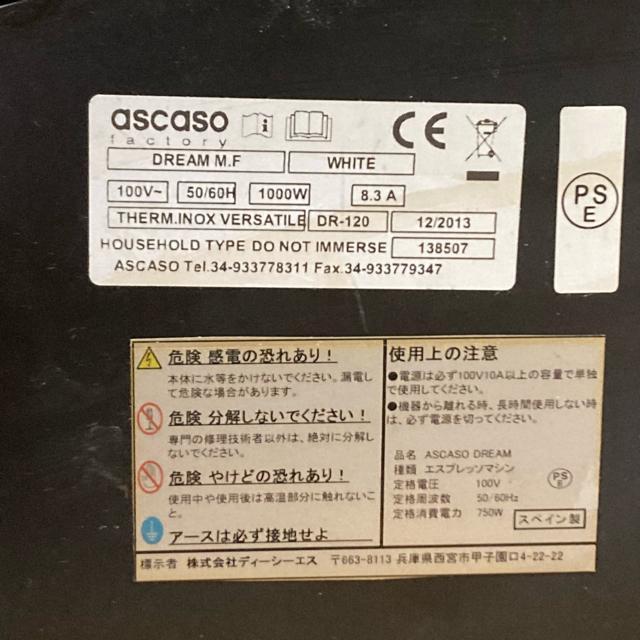 ascaso
factory
CE
DREAM M.F WHITE
100V~ 50/60H 1000W 8.3 A
THERM.INOX VERSATILE DR-120 12/2013
HOUSEHOLD TYPE DO NOT IMMERSE 138507
ASCASO Tel.34-933778311 Fax.34-933779347
PS
E
危険 感電の恐れあり!
本体に水等をかけないでください。漏電し
て危険な場合があります。
危険 分解しないでください!
専門の修理技術者以外は、絶対に分解し
ないでください。
危険 やけどの恐れあり!
使用中や使用後は高温部分に触れないこ
と。
アースは必ず接地せよ
使用上の注意
●電源は必ず100V10A以上の容量で単独
で使用してください。
●機器から離れる時、長時間使用しない時
は、必ず電源を切ってください。
品名 ASCASO DREAM
種類 エスプレッソマシン
定格電圧 100V
定格周波数 50/60Hz
定格消費電力 750W
PS
E
スペイン製
標示者 株式会社ディーシーエス 〒663-8113 兵庫県西宮市甲子園口4-22-22